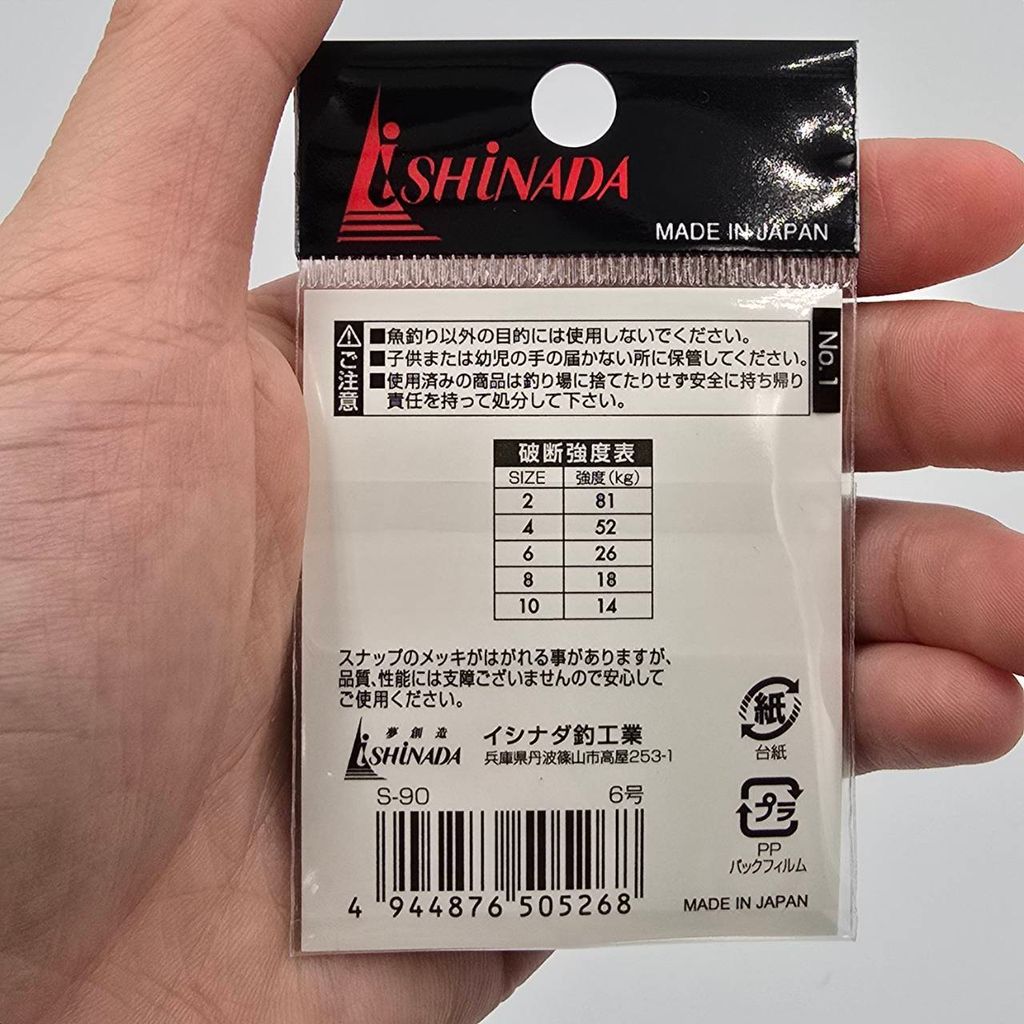 ISHINADA
MADE IN JAPAN
No.1
ご注意
■魚釣り以外の目的には使用しないでください。
■子供または幼児の手の届かない所に保管してください。
■使用済みの商品は釣り場に捨てたりせず安全に持ち帰り
責任を持って処分して下さい。
破断強度表
SIZE 強度(kg)
2 81
4 52
6 26
8 18
10 14
スナップのメッキがはがれる事がありますが、
品質、性能には支障ございませんので安心して
ご使用ください。
夢創造
ISHINADA
イシナダ釣工業
兵庫県丹波篠山市高屋253-1
S-90 6号
4 944876 505268
紙
台紙
プラ
PP
パックフィルム
MADE IN JAPAN